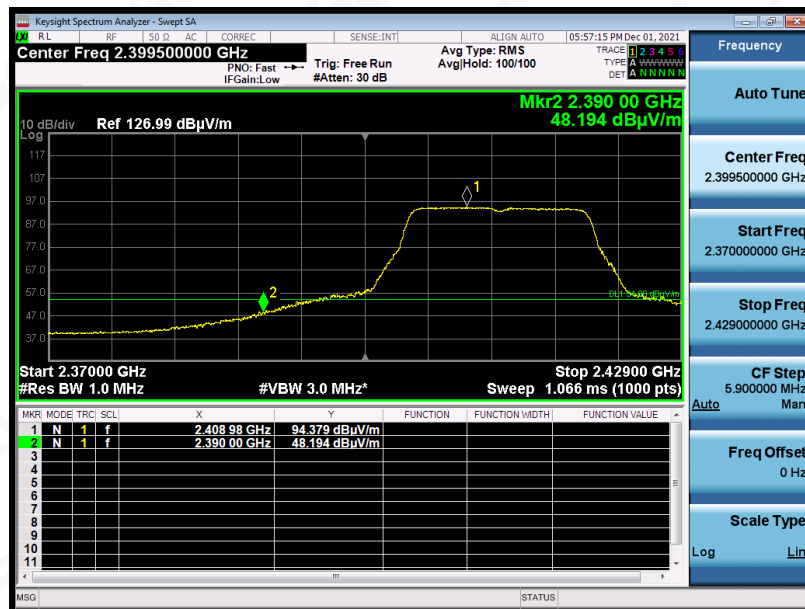 Keysight Spectrum Analyzer - Swept SA
LXI RL RF 50 Ω AC CORREC SENSE:INT ALIGN AUTO 05:57:15 PM Dec 01, 2021
Center Freq 2.399500000 GHz
PNO: Fast
IFGain:Low
Trig: Free Run
#Atten: 30 dB
Avg Type: RMS
Avg|Hold: 100/100
TRACE 1 2 3 4 5 6
TYPE A WWWWW
DET A N N N N N
Mkr2 2.390 00 GHz
48.194 dBµV/m
10 dB/div Ref 126.99 dBµV/m
Log
117
107
97.0
87.0
77.0
67.0
57.0
47.0
37.0
1
2
DL1 54.00 dBµV/m
Start 2.37000 GHz Stop 2.42900 GHz
#Res BW 1.0 MHz #VBW 3.0 MHz* Sweep 1.066 ms (1000 pts)
MKR MODE TRC SCL X Y FUNCTION FUNCTION WIDTH FUNCTION VALUE
1 N 1 f 2.408 98 GHz 94.379 dBµV/m
2 N 1 f 2.390 00 GHz 48.194 dBµV/m
3
4
5
6
7
8
9
10
11
MSG STATUS
Frequency
Auto Tune
Center Freq
2.399500000 GHz
Start Freq
2.370000000 GHz
Stop Freq
2.429000000 GHz
CF Step
5.900000 MHz
Auto Man
Freq Offset
0 Hz
Scale Type
Log Lin